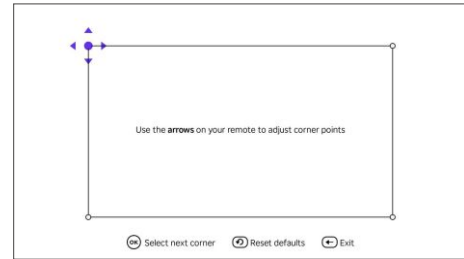 Use the arrows on your remote to adjust corner points
OK Select next corner Reset defaults Exit